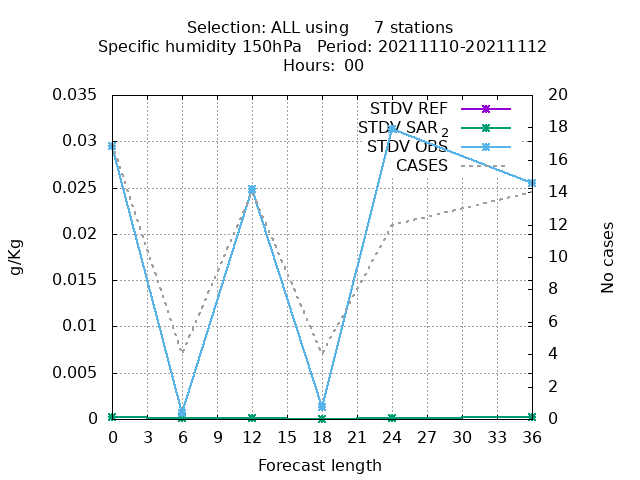 Selection: ALL using     7 stations
Specific humidity 150hPa   Period: 20211110-20211112
Hours: 00
0.035
0.03
0.025
0.02
0.015
0.01
0.005
0
20
18
16
14
12
10
8
6
4
2
0
STDV REF
STDV SAR 2
STDV OBS
CASES
g/Kg
No cases
0 3 6 9 12 15 18 21 24 27 30 33 36
Forecast length